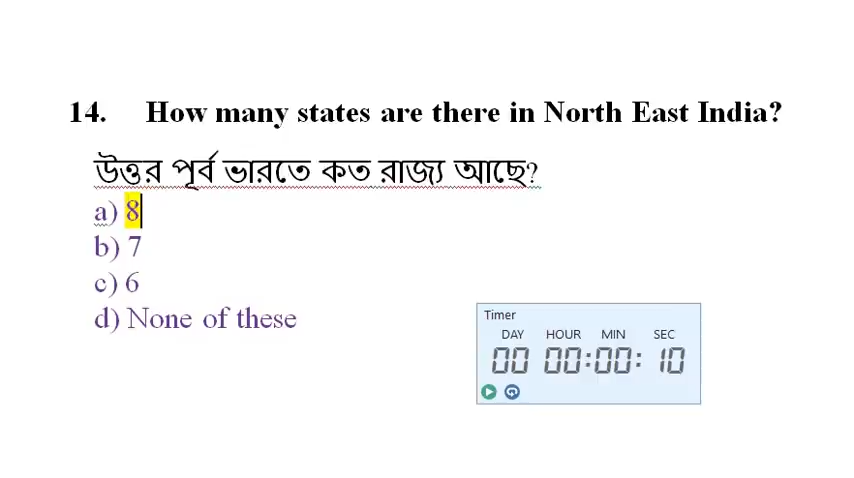 14. How many states are there in North East India?
উত্তর পূর্ব ভারতে কত রাজ্য আছে?
a) 8
b) 7
c) 6
d) None of these
Timer
DAY HOUR MIN SEC
00 00:00: 10